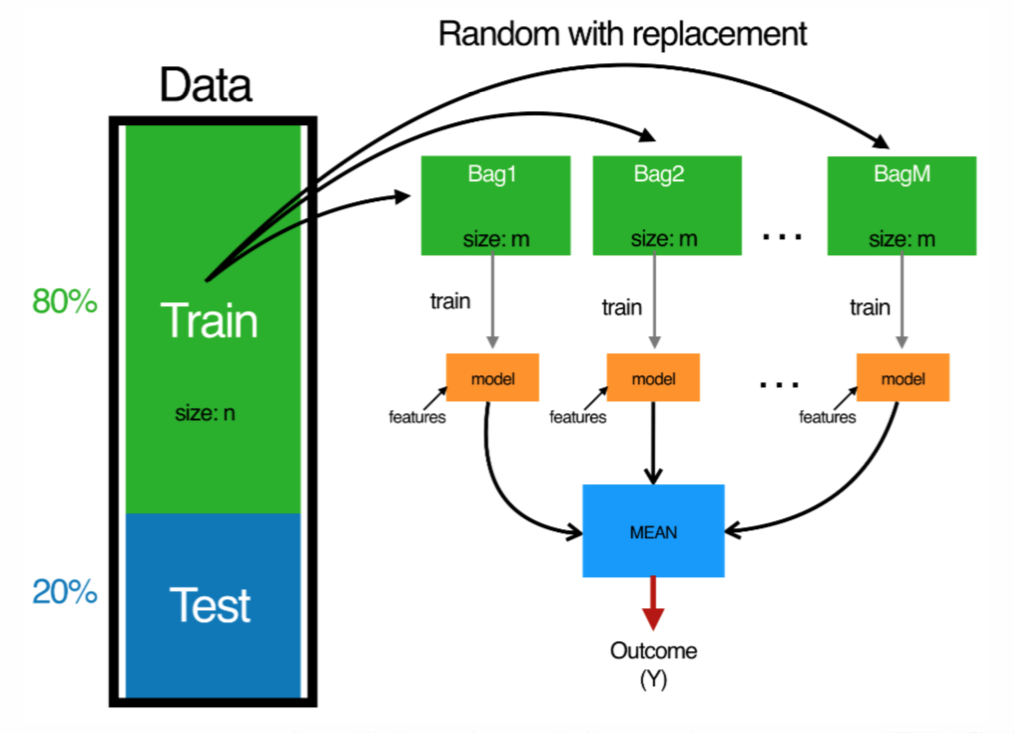 Random with replacement
Data
Bag1
Bag2
BagM
size: m
size: m
. . .
size: m
80%
Train
train
train
train
size: n
model
model
. . .
model
features
features
features
MEAN
20%
Test
Outcome
(Y)